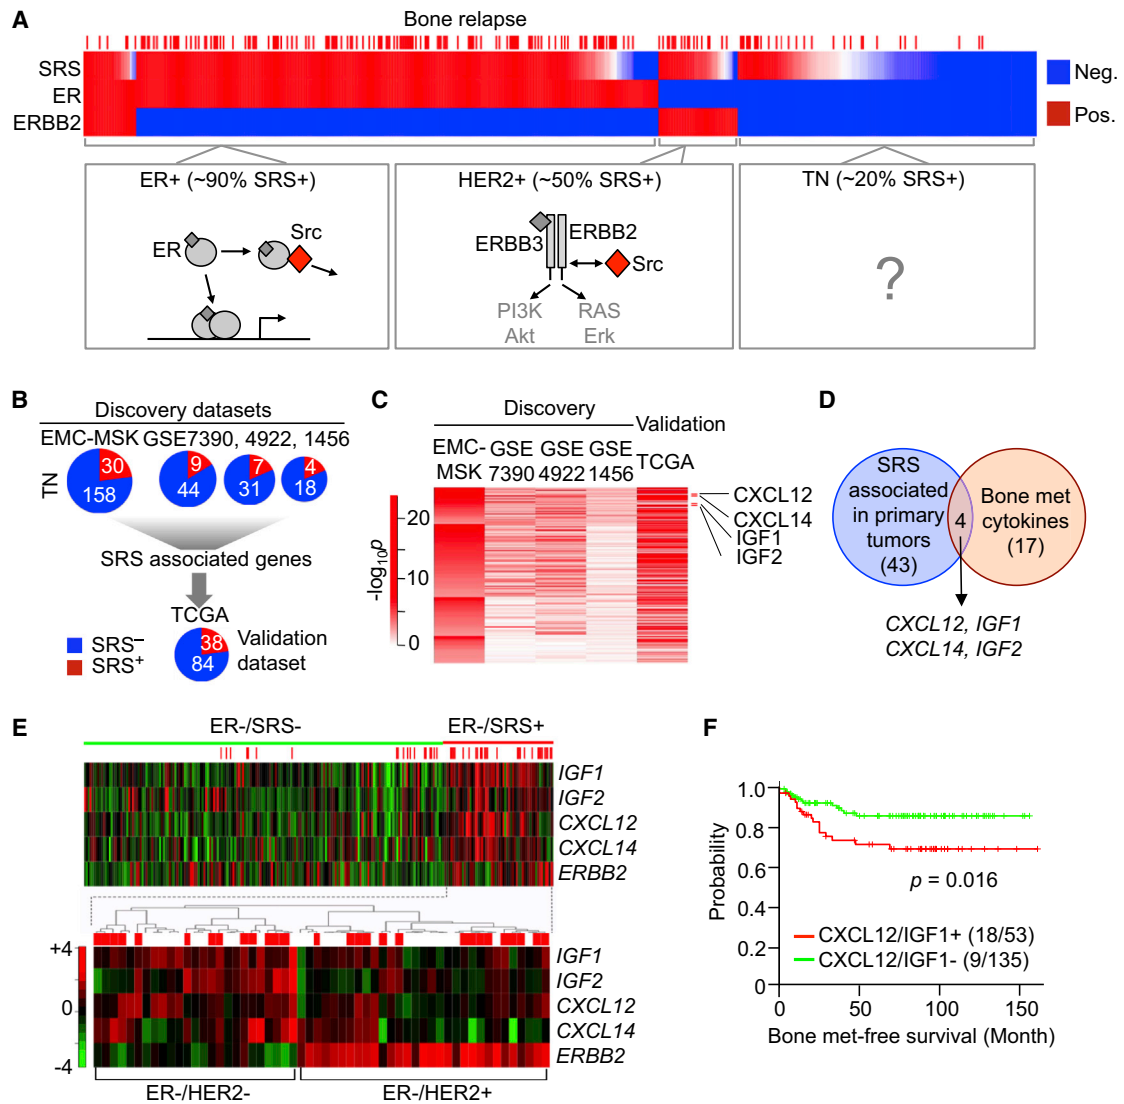 A
Bone relapse
SRS
ER
ERBB2
Neg.
Pos.
ER+ (~90% SRS+)
ER
Src
HER2+ (~50% SRS+)
ERBB3
ERBB2
Src
PI3K
Akt
RAS
Erk
TN (~20% SRS+)
?
B
Discovery datasets
EMC-MSK GSE7390, 4922, 1456
TN
30
158
9
44
7
31
4
18
SRS associated genes
TCGA
38
84
Validation
dataset
SRS–
SRS+
C
Discovery
Validation
EMC-
MSK
GSE
7390
GSE
4922
GSE
1456
TCGA
-log10p
20
10
0
CXCL12
CXCL14
IGF1
IGF2
D
SRS
associated
in primary
tumors
(43)
4
Bone met
cytokines
(17)
CXCL12, IGF1
CXCL14, IGF2
E
ER-/SRS-
ER-/SRS+
IGF1
IGF2
CXCL12
CXCL14
ERBB2
+4
0
-4
IGF1
IGF2
CXCL12
CXCL14
ERBB2
ER-/HER2-
ER-/HER2+
F
Probability
1.0
0.8
0.6
0.4
0.2
0
p = 0.016
CXCL12/IGF1+ (18/53)
CXCL12/IGF1- (9/135)
0
50
100
150
Bone met-free survival (Month)